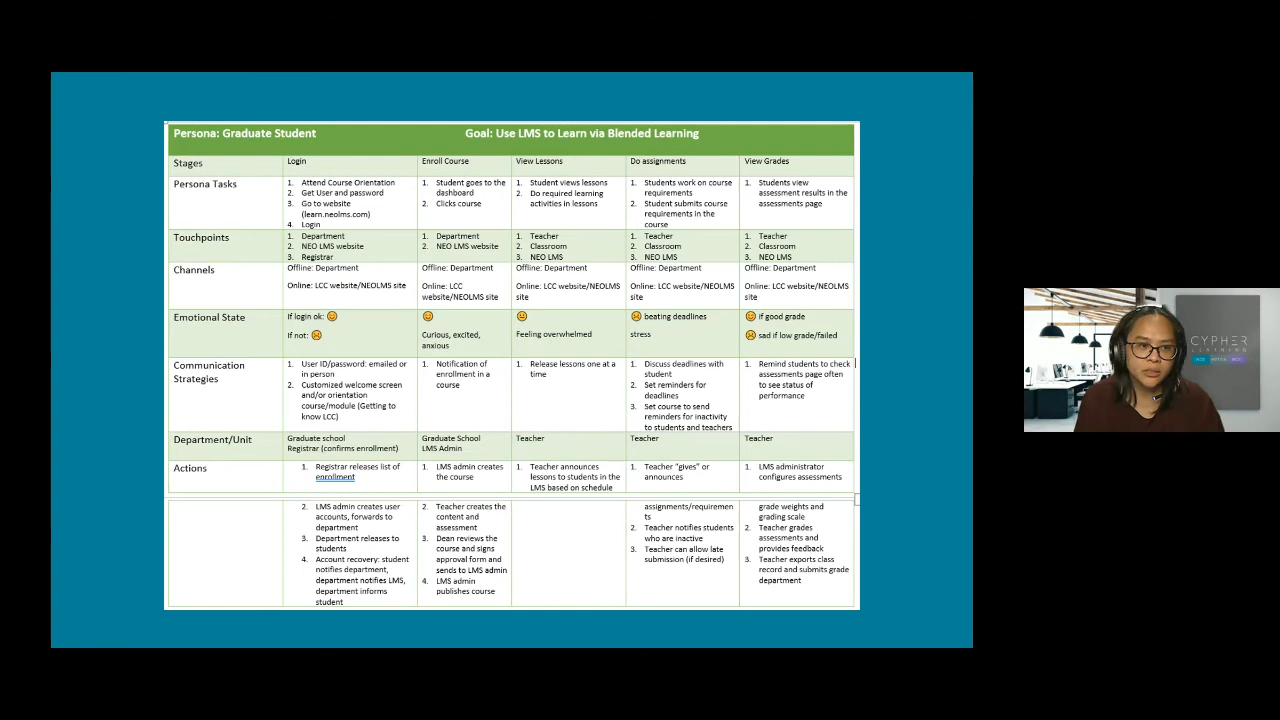 Persona: Graduate Student Goal: Use LMS to Learn via Blended Learning
Stages
Login
Enroll Course
View Lessons
Do assignments
View Grades
Persona Tasks
1. Attend Course Orientation
2. Get User and password
3. Go to website
(learn.neolms.com)
4. Login
1. Student goes to the
dashboard
2. Clicks course
1. Student views lessons
2. Do required learning
activities in lessons
1. Students work on course
requirements
2. Student submits course
requirements in the
course
1. Students view
assessment results in the
assessments page
Touchpoints
1. Department
2. NEO LMS website
3. Registrar
1. Department
2. NEO LMS website
1. Teacher
2. Classroom
3. NEO LMS
1. Teacher
2. Classroom
3. NEO LMS
1. Teacher
2. Classroom
3. NEO LMS
Channels
Offline: Department
Online: LCC website/NEOLMS site
Offline: Department
Online: LCC
website/NEOLMS site
Offline: Department
Online: LCC website/NEOLMS
site
Offline: Department
Online: LCC website/NEOLMS
site
Offline: Department
Online: LCC website/NEOLMS
site
Emotional State
If login ok:
If not:
Curious, excited,
anxious
Feeling overwhelmed
beating deadlines
stress
if good grade
sad if low grade/failed
Communication
Strategies
1. User ID/password: emailed or
in person
2. Customized welcome screen
and/or orientation
course/module (Getting to
know LCC)
1. Notification of
enrollment in a
course
1. Release lessons one at a
time
1. Discuss deadlines with
student
2. Set reminders for
deadlines
3. Set course to send
reminders for inactivity
to students and teachers
1. Remind students to check
assessments page often
to see status of
performance
Department/Unit
Graduate school
Registrar (confirms enrollment)
Graduate School
LMS Admin
Teacher
Teacher
Teacher
Actions
1. Registrar releases list of
enrollment
1. LMS admin creates
the course
1. Teacher announces
lessons to students in the
LMS based on schedule
1. Teacher "gives" or
announces
1. LMS administrator
configures assessments
2. LMS admin creates user
accounts, forwards to
department
3. Department releases to
students
4. Account recovery: student
notifies department,
department notifies LMS,
department informs
student
2. Teacher creates the
content and
assessment
3. Dean reviews the
course and signs
approval form and
sends to LMS admin
4. LMS admin
publishes course
assignments/requiremen
ts
2. Teacher notifies students
who are inactive
3. Teacher can allow late
submission (if desired)
grade weights and
grading scale
2. Teacher grades
assessments and
provides feedback
3. Teacher exports class
record and submits grade
department
CYPHER
LEARNING